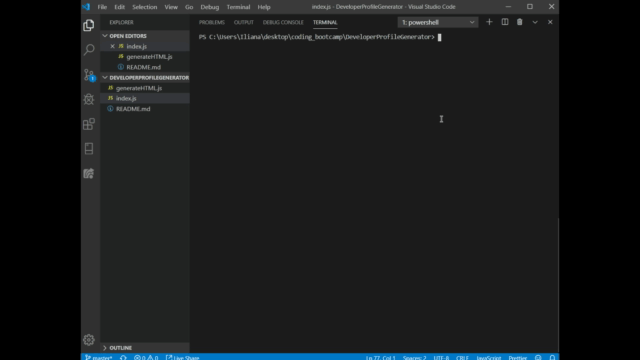 File Edit Selection View Go Debug Terminal Help
index.js - DeveloperProfileGenerator - Visual Studio Code
EXPLORER
PROBLEMS OUTPUT DEBUG CONSOLE TERMINAL
1: powershell
OPEN EDITORS
JS index.js
JS generateHTML.js
README.md
DEVELOPERPROFILEGENERATOR
JS generateHTML.js
JS index.js
README.md
PS C:\Users\Iliana\desktop\coding_bootcamp\DeveloperProfileGenerator>
OUTLINE
master* 0 0 Live Share
Ln 77, Col 1 Spaces: 2 UTF-8 CRLF JavaScript Prettier